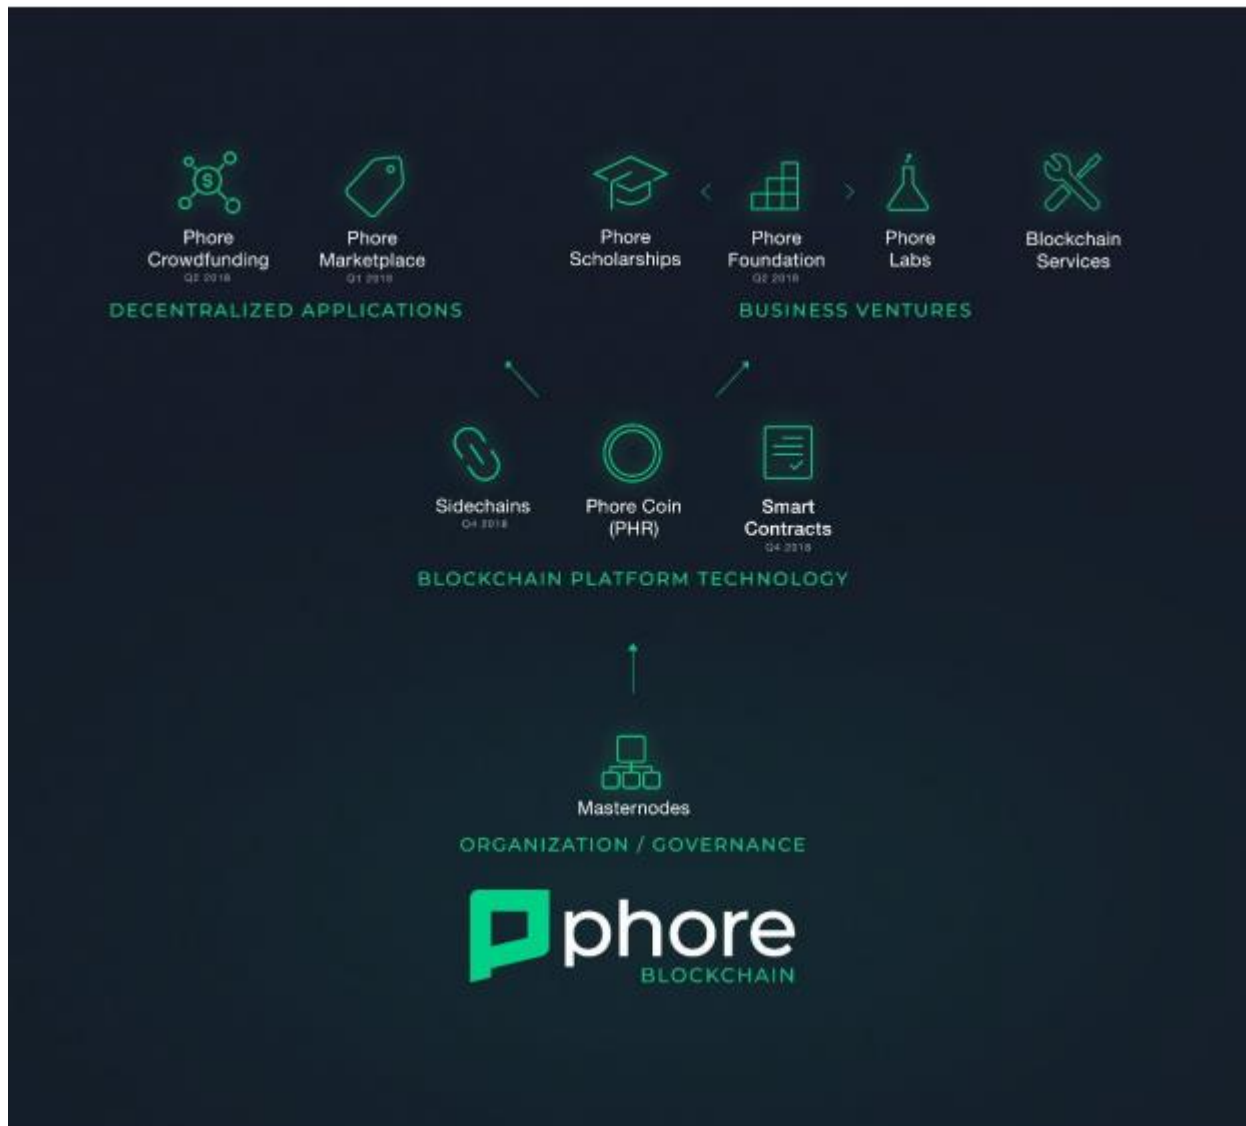 Phore
Crowdfunding
Q2 2018
Phore
Marketplace
Q1 2018
DECENTRALIZED APPLICATIONS
Phore
Scholarships
Phore
Foundation
Q2 2018
Phore
Labs
Blockchain
Services
BUSINESS VENTURES
Sidechains
Q4 2018
Phore Coin
(PHR)
Smart
Contracts
Q4 2018
BLOCKCHAIN PLATFORM TECHNOLOGY
Masternodes
ORGANIZATION / GOVERNANCE
phore
BLOCKCHAIN